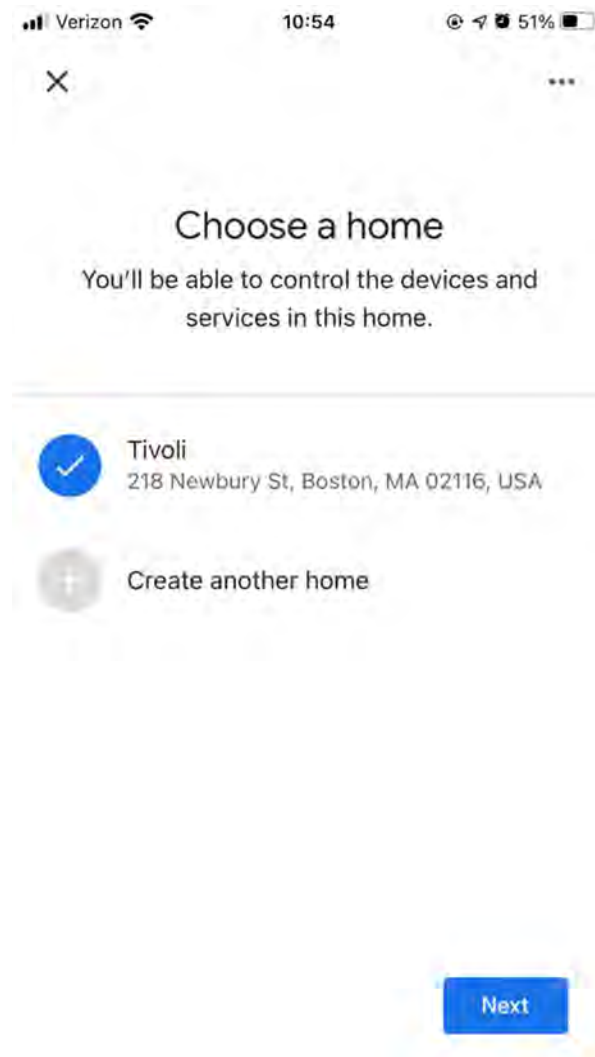 Verizon 10:54 51%
Choose a home
You'll be able to control the devices and
services in this home.
Tivoli
218 Newbury St, Boston, MA 02116, USA
Create another home
Next